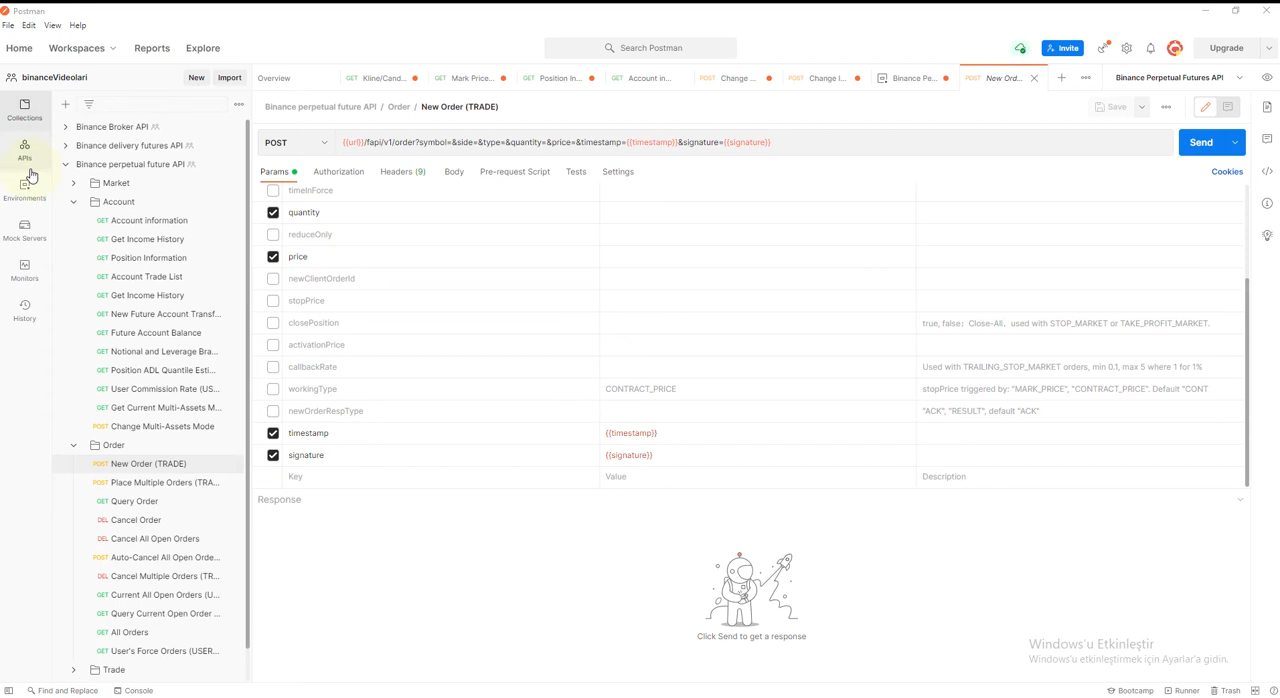 Postman
File Edit View Help
Home Workspaces Reports Explore Search Postman Invite Upgrade
binanceVideolari New Import Overview GET Kline/Cand... GET Mark Price... GET Position In... GET Account in... POST Change ... POST Change I... Binance Pe... POST New Ord... Binance Perpetual Futures API
Collections
APIs
Environments
Mock Servers
Monitors
History
Binance Broker API
Binance delivery futures API
Binance perpetual future API
Market
Account
GET Account information
GET Get Income History
GET Position Information
GET Account Trade List
GET Get Income History
GET New Future Account Transf...
GET Future Account Balance
GET Notional and Leverage Bra...
GET Position ADL Quantile Esti...
GET User Commission Rate (US...
GET Get Current Multi-Assets M...
POST Change Multi-Assets Mode
Order
POST New Order (TRADE)
POST Place Multiple Orders (TRA...
GET Query Order
DEL Cancel Order
DEL Cancel All Open Orders
POST Auto-Cancel All Open Orde...
DEL Cancel Multiple Orders (TR...
GET Current All Open Orders (U...
GET Query Current Open Order ...
GET All Orders
GET User's Force Orders (USER...
Trade
Binance perpetual future API / Order / New Order (TRADE) Save
POST {{url}}/fapi/v1/order?symbol=&side=&type=&quantity=&price=&timestamp={{timestamp}}&signature={{signature}} Send
Params Authorization Headers (9) Body Pre-request Script Tests Settings Cookies
timeInForce
quantity
reduceOnly
price
newClientOrderId
stopPrice
closePosition true, false; Close-All, used with STOP_MARKET or TAKE_PROFIT_MARKET.
activationPrice
callbackRate Used with TRAILING_STOP_MARKET orders, min 0.1, max 5 where 1 for 1%
workingType CONTRACT_PRICE stopPrice triggered by: "MARK_PRICE", "CONTRACT_PRICE". Default "CONT
newOrderRespType "ACK", "RESULT", default "ACK"
timestamp {{timestamp}}
signature {{signature}}
Key Value Description
Response
Click Send to get a response
Windows'u Etkinleştir
Windows'u etkinleştirmek için Ayarlar'a gidin.
Find and Replace Console Bootcamp Runner Trash